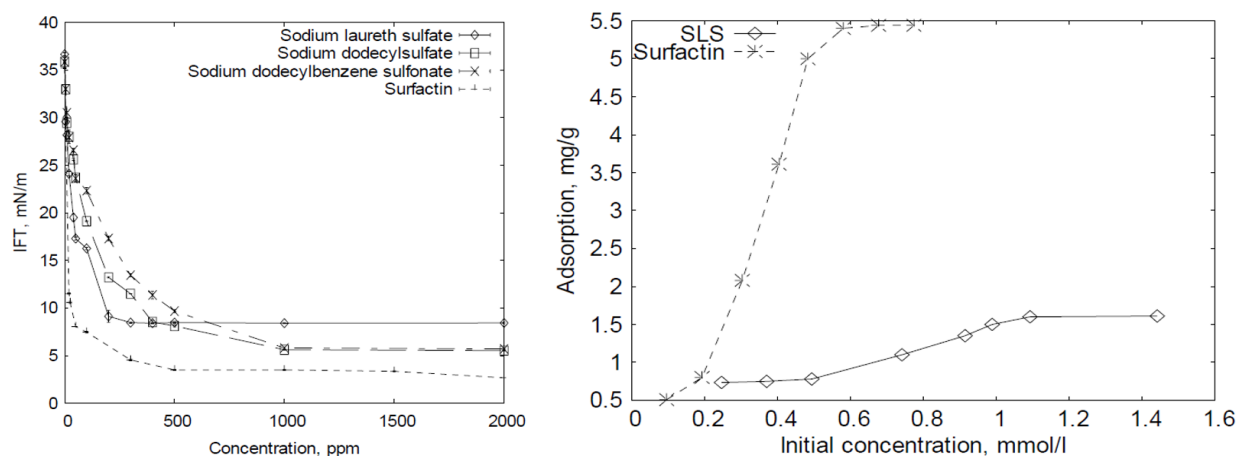 40
35
30
25
20
15
10
5
0
IFT, mN/m
Sodium laureth sulfate
Sodium dodecylsulfate
Sodium dodecylbenzene sulfonate
Surfactin
0 500 1000 1500 2000
Concentration, ppm
5.5
5
4.5
4
3.5
3
2.5
2
1.5
1
0.5
Adsorption, mg/g
SLS
Surfactin
0 0.2 0.4 0.6 0.8 1 1.2 1.4 1.6
Initial concentration, mmol/l